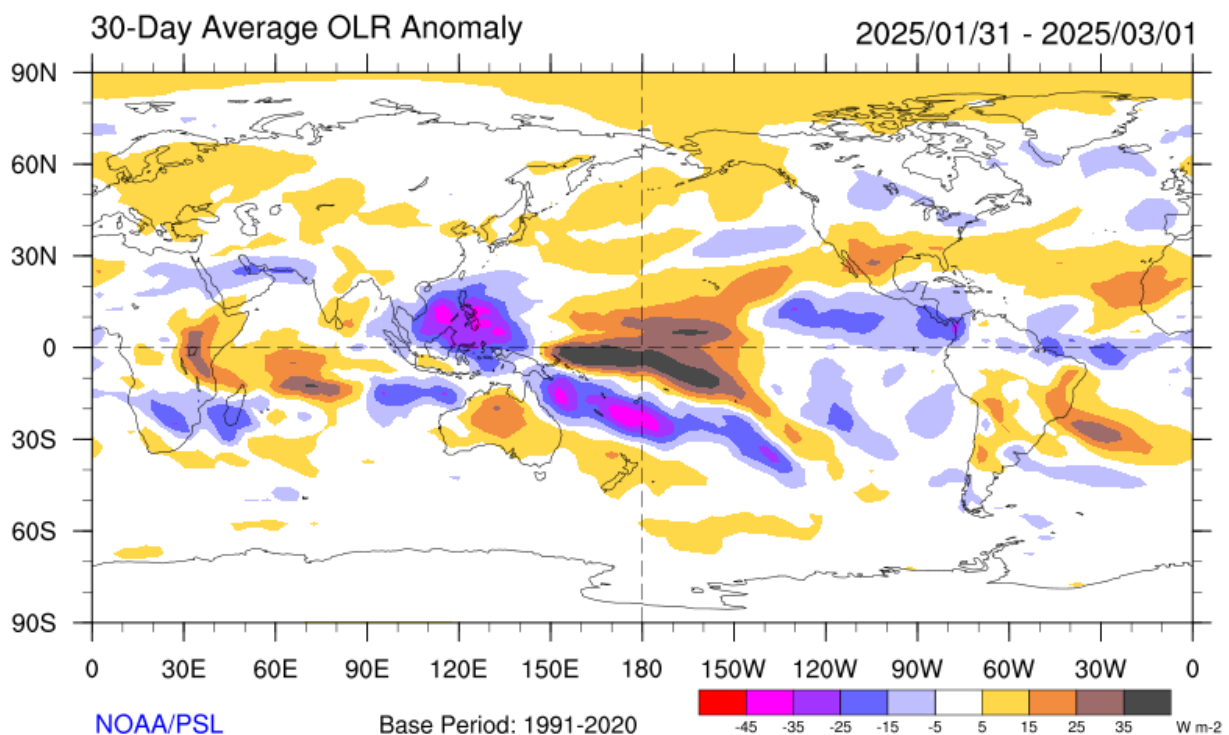 30-Day Average OLR Anomaly 2025/01/31 - 2025/03/01
90N
60N
30N
0
30S
60S
90S
0 30E 60E 90E 120E 150E 180 150W 120W 90W 60W 30W 0
NOAA/PSL Base Period: 1991-2020
-45 -35 -25 -15 -5 5 15 25 35 W m-2